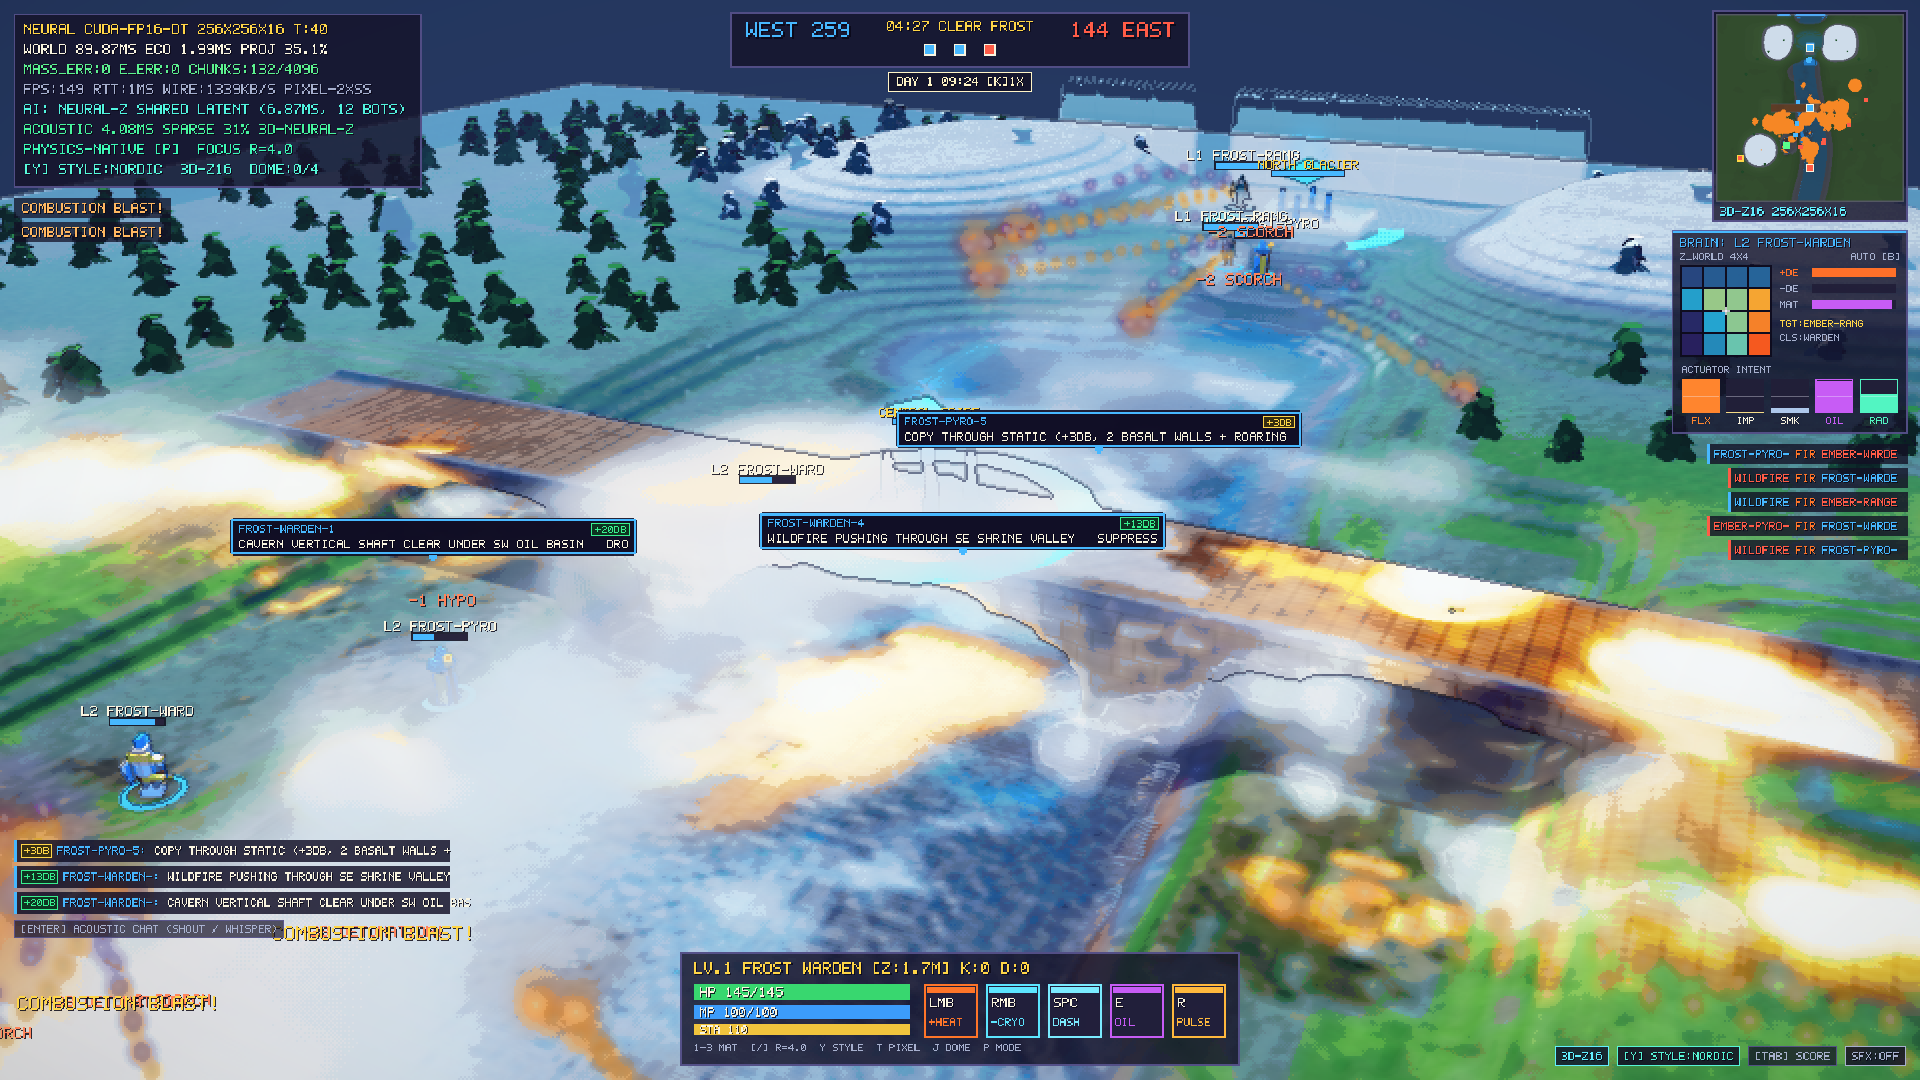 NEURAL CUDA-FP16-DT 256X256X16 T:40
WORLD 89.87MS ECO 1.99MS PROJ 35.1%
MASS_ERR:0 E_ERR:0 CHUNKS:132/4096
FPS:149 RTT:1MS WIRE:1339KB/S PIXEL-2XSS
AI: NEURAL-Z SHARED LATENT (6.87MS, 12 BOTS)
ACOUSTIC 4.08MS SPARSE 31% 3D-NEURAL-Z
PHYSICS-NATIVE [P] FOCUS R=4.0
[Y] STYLE:NORDIC 3D-Z16 DOME:0/4
COMBUSTION BLAST!
COMBUSTION BLAST!
WEST 259
04:27 CLEAR FROST
144 EAST
DAY 1 09:24 [K]1X
3D-Z16 256X256X16
BRAIN: L2 FROST-WARDEN
Z_WORLD 4X4
AUTO [B]
+DE
-DE
MAT
TGT:EMBER-RANG
CLS:WARDEN
ACTUATOR INTENT
FLX IMP SMK OIL RAD
FROST-PYRO- FIR EMBER-WARDE
WILDFIRE FIR FROST-WARDE
WILDFIRE FIR EMBER-RANGE
EMBER-PYRO- FIR FROST-WARDE
WILDFIRE FIR FROST-PYRO-
L1 FROST-RANG
NORTH GLACIER
L1 FROST-RANG
-2 SCORCH
-2 SCORCH
FROST-PYRO-5
+3DB
COPY THROUGH STATIC (+3DB, 2 BASALT WALLS + ROARING
L2 FROST-WARD
FROST-WARDEN-1
+20DB
CAVERN VERTICAL SHAFT CLEAR UNDER SW OIL BASIN DRO
FROST-WARDEN-4
+13DB
WILDFIRE PUSHING THROUGH SE SHRINE VALLEY SUPPRESS
-1 HYPO
L2 FROST-PYRO
L2 FROST-WARD
+3DB FROST-PYRO-5: COPY THROUGH STATIC (+3DB, 2 BASALT WALLS +
+13DB FROST-WARDEN-: WILDFIRE PUSHING THROUGH SE SHRINE VALLEY
+20DB FROST-WARDEN-: CAVERN VERTICAL SHAFT CLEAR UNDER SW OIL BAS
[ENTER] ACOUSTIC CHAT (SHOUT / WHISPER)
COMBUSTION BLAST!
COMBUSTION BLAST!
ORCH
LV.1 FROST WARDEN [Z:1.7M] K:0 D:0
HP 145/145
MP 100/100
STA 110
LMB
+HEAT
RMB
-CRYO
SPC
DASH
E
OIL
R
PULSE
1-3 MAT [/] R=4.0 Y STYLE T PIXEL J DOME P MODE
3D-Z16
[Y] STYLE:NORDIC
[TAB] SCORE
SFX:OFF